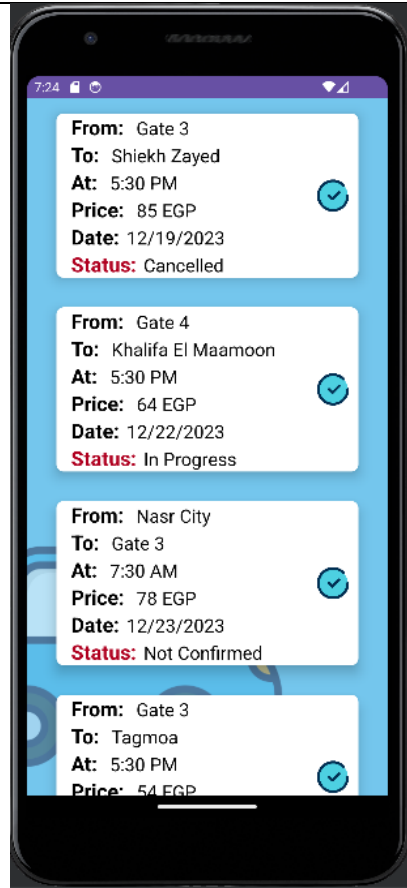 7:24
From: Gate 3
To: Shiekh Zayed
At: 5:30 PM
Price: 85 EGP
Date: 12/19/2023
Status: Cancelled
From: Gate 4
To: Khalifa El Maamoon
At: 5:30 PM
Price: 64 EGP
Date: 12/22/2023
Status: In Progress
From: Nasr City
To: Gate 3
At: 7:30 AM
Price: 78 EGP
Date: 12/23/2023
Status: Not Confirmed
From: Gate 3
To: Tagmoa
At: 5:30 PM
Price: 54 EGP